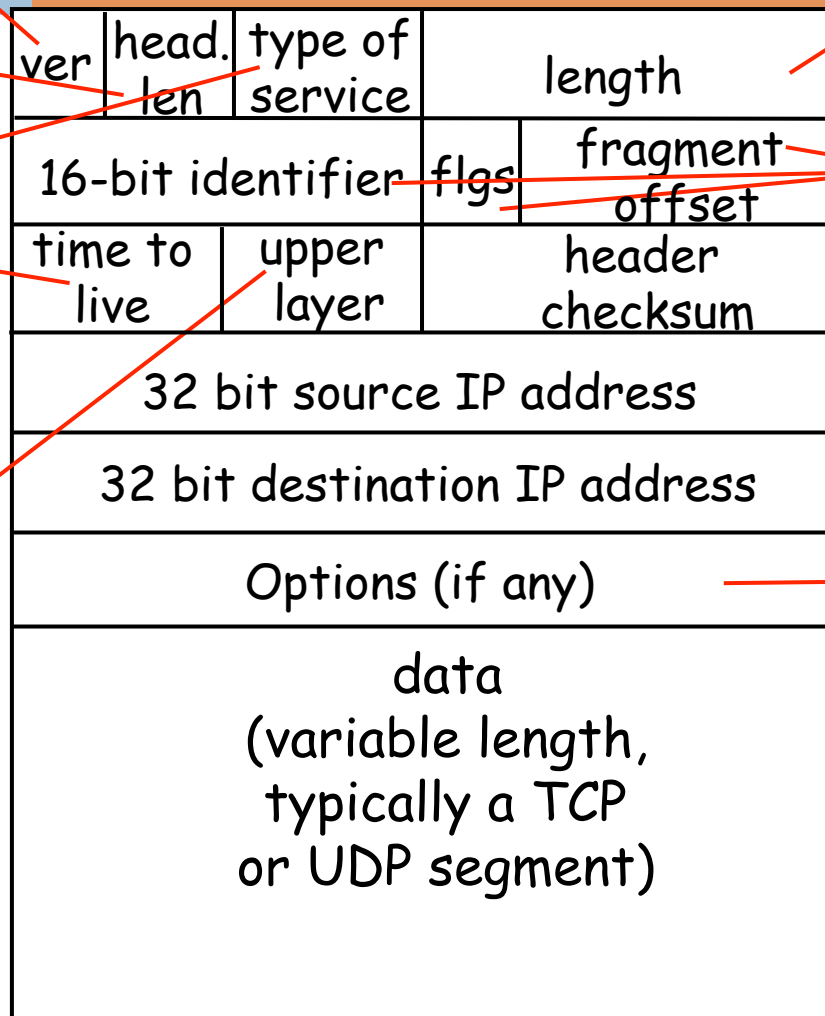 ver
head.
len
type of
service
length
16-bit identifier
flgs
fragment
offset
time to
live
upper
layer
header
checksum
32 bit source IP address
32 bit destination IP address
Options (if any)
data
(variable length,
typically a TCP
or UDP segment)